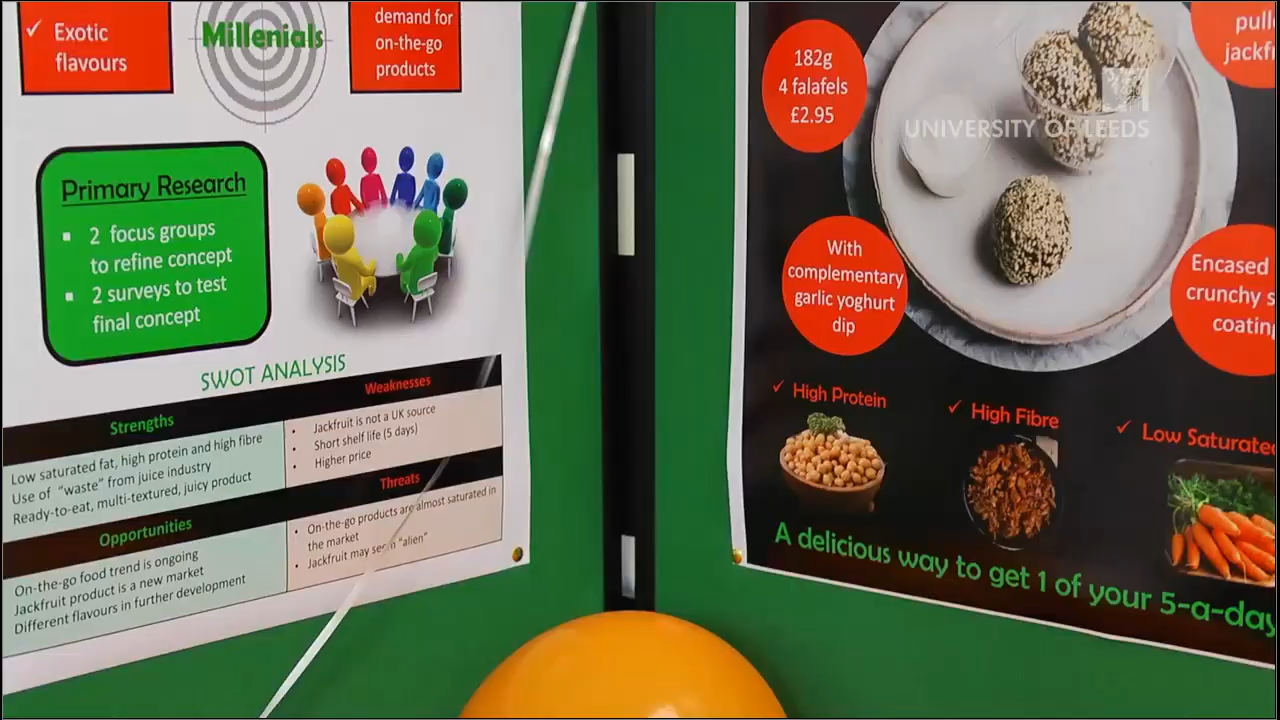 ✓ Exotic
flavours
Millenials
demand for
on-the-go
products
Primary Research
▪ 2 focus groups
to refine concept
▪ 2 surveys to test
final concept
SWOT ANALYSIS
Strengths
Low saturated fat, high protein and high fibre
Use of "waste" from juice industry
Ready-to-eat, multi-textured, juicy product
Weaknesses
• Jackfruit is not a UK source
• Short shelf life (5 days)
• Higher price
Opportunities
On-the-go food trend is ongoing
Jackfruit product is a new market
Different flavours in further development
Threats
• On-the-go products are almost saturated in
the market
• Jackfruit may seem "alien"
182g
4 falafels
£2.95
UNIVERSITY OF LEEDS
With
complementary
garlic yoghurt
dip
Encased
crunchy
✓ High Protein
✓ High Fibre
✓ Low Saturated
A delicious way to get 1 of your 5-a-day